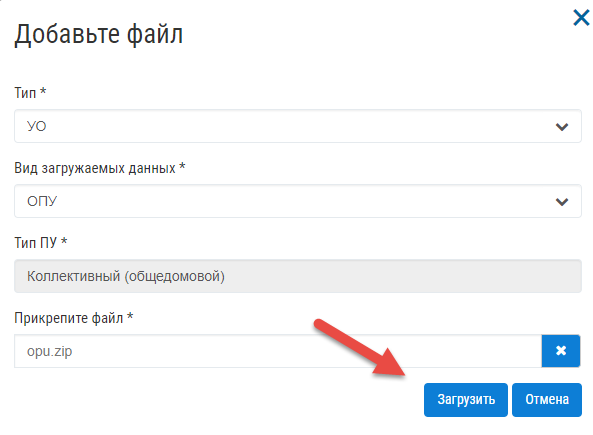 Добавьте файл
Тип *
УО
Вид загружаемых данных *
ОПУ
Тип ПУ *
Коллективный (общедомовой)
Прикрепите файл *
opu.zip
Загрузить Отмена